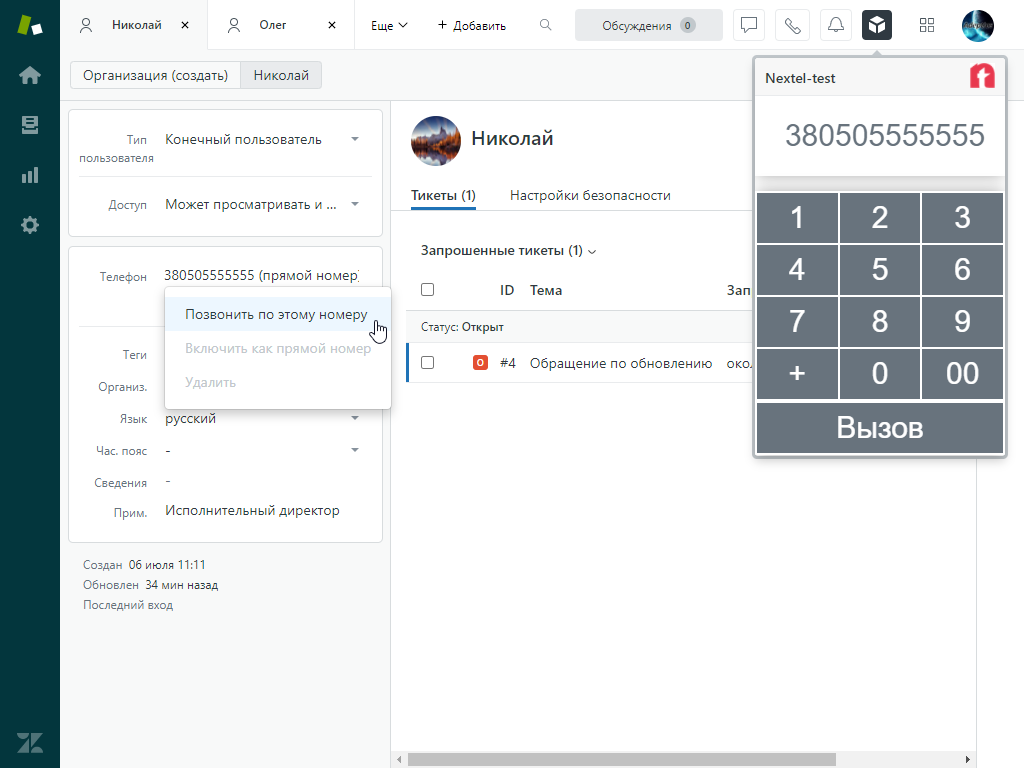 Николай
Олег
Еще
+ Добавить
Обсуждения 0
Организация (создать)
Николай
Nextel-test
380505555555
1 2 3
4 5 6
7 8 9
+ 0 00
Вызов
Тип пользователя
Конечный пользователь
Доступ
Может просматривать и ...
Телефон
380505555555 (прямой номер)
Позвонить по этому номеру
Включить как прямой номер
Удалить
Теги
Организ.
Язык
русский
Час. пояс
-
Сведения
-
Прим.
Исполнительный директор
Создан 06 июля 11:11
Обновлен 34 мин назад
Последний вход
Николай
Тикеты (1)
Настройки безопасности
Запрошенные тикеты (1)
ID Тема Зап
Статус: Открыт
O #4 Обращение по обновлению око